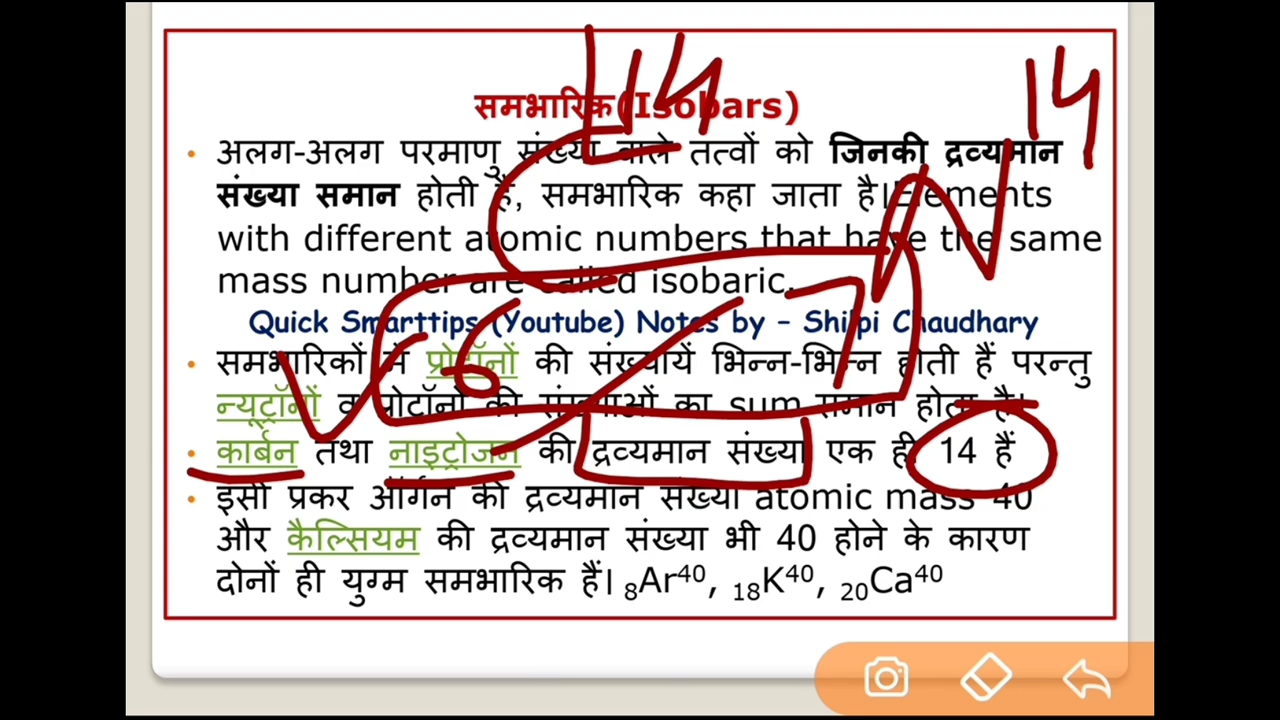 समभारिक(Isobars)
• अलग-अलग परमाणु संख्या वाले तत्वों को जिनकी द्रव्यमान
संख्या समान होती है, समभारिक कहा जाता है।Elements
with different atomic numbers that have the same
mass number are called isobaric.
Quick Smarttips (Youtube) Notes by – Shilpi Chaudhary
• समभारिकों में प्रोटॉनों की संख्यायें भिन्न-भिन्न होती हैं परन्तु
न्यूट्रॉनों व प्रोटॉनों की संख्याओं का sum समान होता है।
• कार्बन तथा नाइट्रोजन की द्रव्यमान संख्या एक ही 14 हैं
• इसी प्रकर ऑर्गन की द्रव्यमान संख्या atomic mass 40
और कैल्सियम की द्रव्यमान संख्या भी 40 होने के कारण
दोनों ही युग्म समभारिक हैं। ₈Ar⁴⁰, ₁₈K⁴⁰, ₂₀Ca⁴⁰
C 14
N 14
6
7